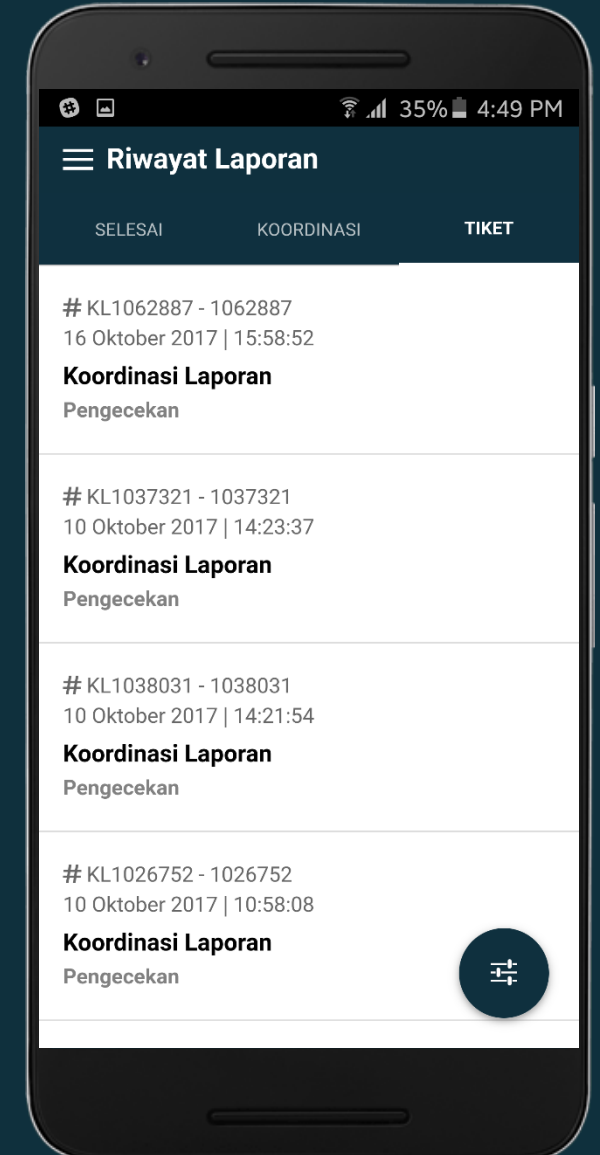 35% 4:49 PM
Riwayat Laporan
SELESAI KOORDINASI TIKET
# KL1062887 - 1062887
16 Oktober 2017 | 15:58:52
Koordinasi Laporan
Pengecekan
# KL1037321 - 1037321
10 Oktober 2017 | 14:23:37
Koordinasi Laporan
Pengecekan
# KL1038031 - 1038031
10 Oktober 2017 | 14:21:54
Koordinasi Laporan
Pengecekan
# KL1026752 - 1026752
10 Oktober 2017 | 10:58:08
Koordinasi Laporan
Pengecekan